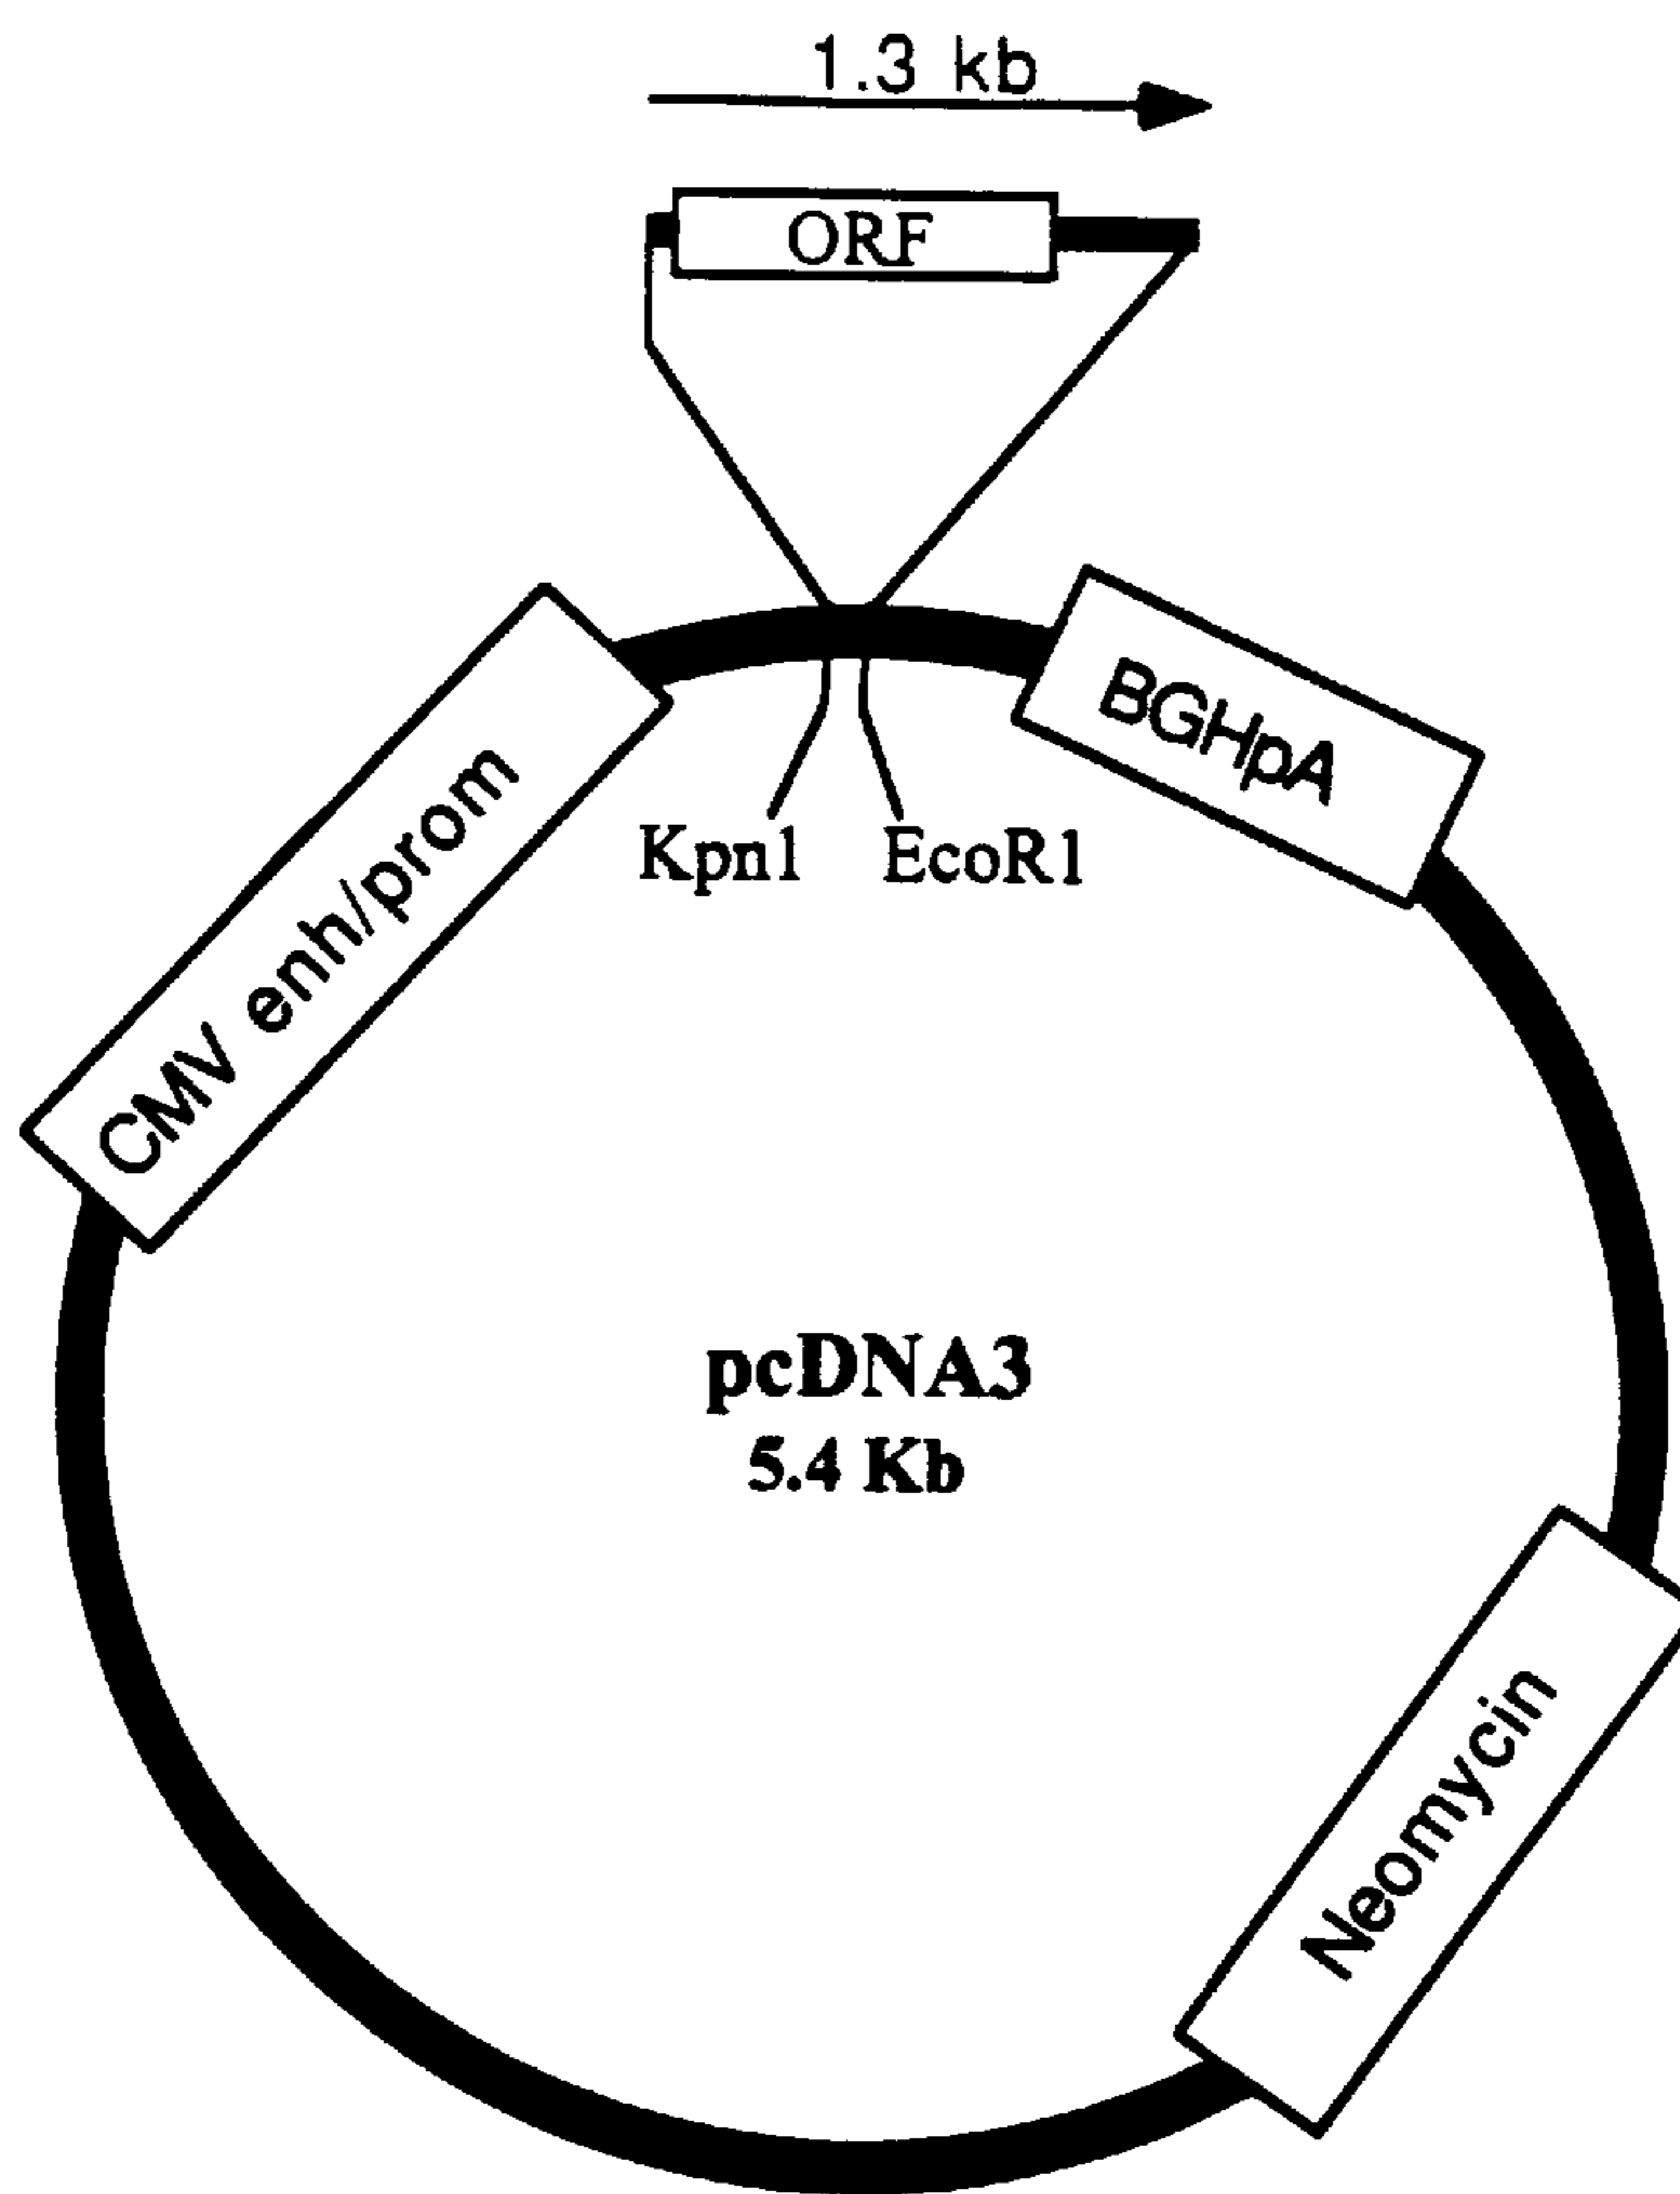 1.3 kb
ORF
CMV enh/prom
BGHpA
Kpn1
EcoR1
pcDNA3
5.4 Kb
Neomycin